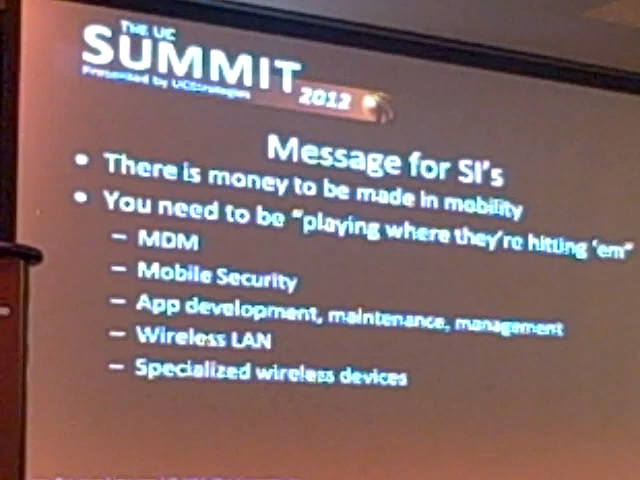 THE UC
SUMMIT
Presented by UCStrategies
2012
Message for SI's
• There is money to be made in mobility
• You need to be "playing where they're hitting 'em"
– MDM
– Mobile Security
– App development, maintenance, management
– Wireless LAN
– Specialized wireless devices